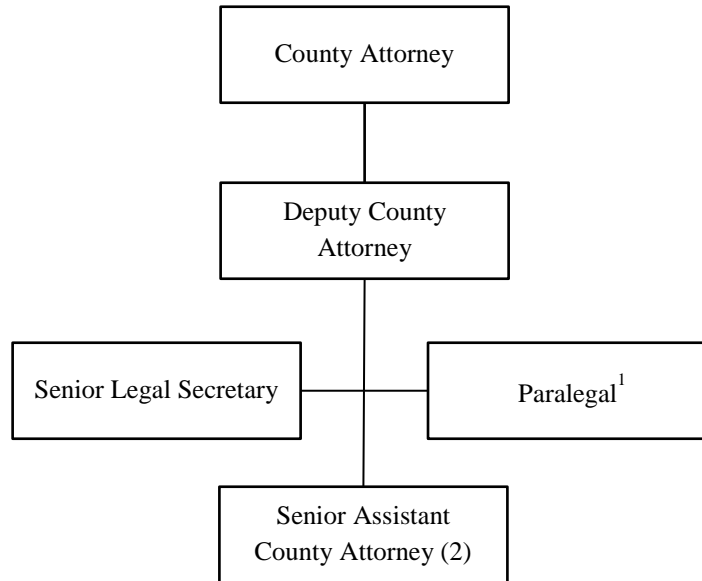 County Attorney
Deputy County
Attorney
Senior Legal Secretary
Paralegal¹
Senior Assistant
County Attorney (2)